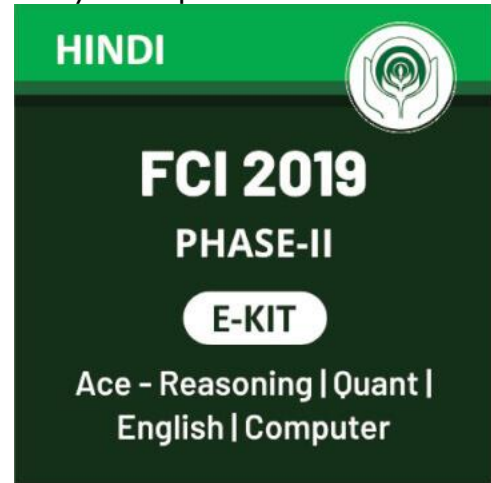 HINDI
FCI 2019
PHASE-II
E-KIT
Ace - Reasoning | Quant |
English | Computer